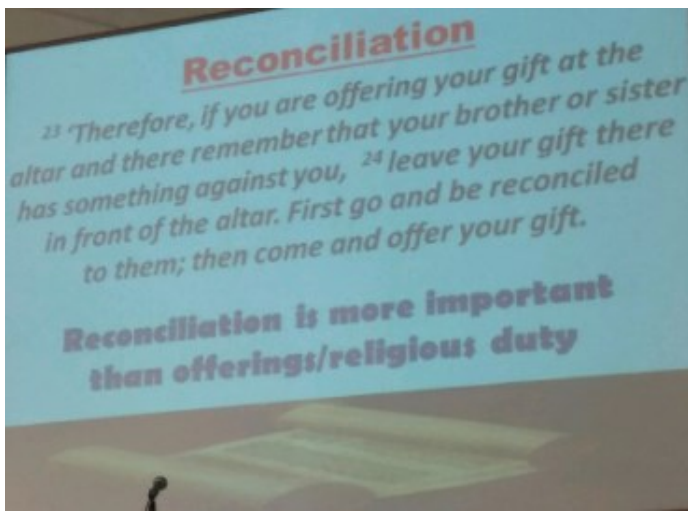 Reconciliation
23 ‘Therefore, if you are offering your gift at the
altar and there remember that your brother or sister
has something against you, 24 leave your gift there
in front of the altar. First go and be reconciled
to them; then come and offer your gift.
Reconciliation is more important
than offerings/religious duty